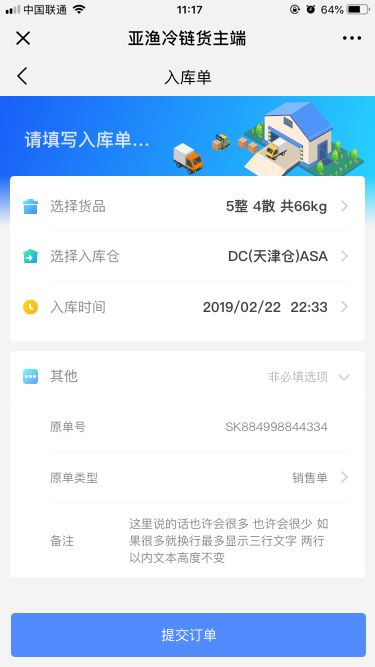 中国联通 11:17 64%
亚渔冷链货主端
入库单
请填写入库单...
选择货品 5整 4散 共66kg
选择入库仓 DC(天津仓)ASA
入库时间 2019/02/22 22:33
其他 非必填选项
原单号 SK884998844334
原单类型 销售单
备注 这里说的话也许会很多 也许会很少 如
果很多就换行最多显示三行文字 两行
以内文本高度不变
提交订单